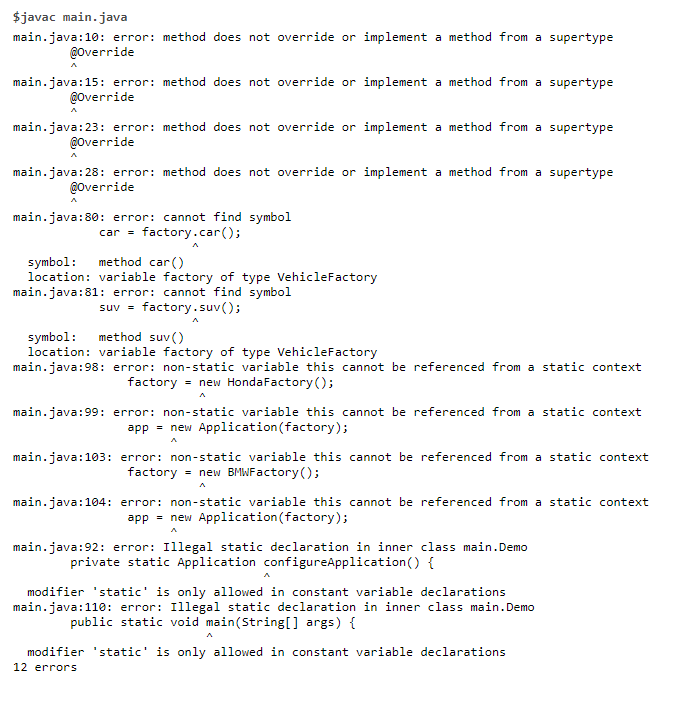 $javac main.java
main.java:10: error: method does not override or implement a method from a supertype
        @Override
        ^
main.java:15: error: method does not override or implement a method from a supertype
        @Override
        ^
main.java:23: error: method does not override or implement a method from a supertype
        @Override
        ^
main.java:28: error: method does not override or implement a method from a supertype
        @Override
        ^
main.java:80: error: cannot find symbol
            car = factory.car();
                         ^
  symbol:   method car()
  location: variable factory of type VehicleFactory
main.java:81: error: cannot find symbol
            suv = factory.suv();
                         ^
  symbol:   method suv()
  location: variable factory of type VehicleFactory
main.java:98: error: non-static variable this cannot be referenced from a static context
                factory = new HondaFactory();
                          ^
main.java:99: error: non-static variable this cannot be referenced from a static context
                app = new Application(factory);
                      ^
main.java:103: error: non-static variable this cannot be referenced from a static context
                factory = new BMWFactory();
                          ^
main.java:104: error: non-static variable this cannot be referenced from a static context
                app = new Application(factory);
                      ^
main.java:92: error: Illegal static declaration in inner class main.Demo
        private static Application configureApplication() {
                                   ^
  modifier 'static' is only allowed in constant variable declarations
main.java:110: error: Illegal static declaration in inner class main.Demo
        public static void main(String[] args) {
                           ^
  modifier 'static' is only allowed in constant variable declarations
12 errors